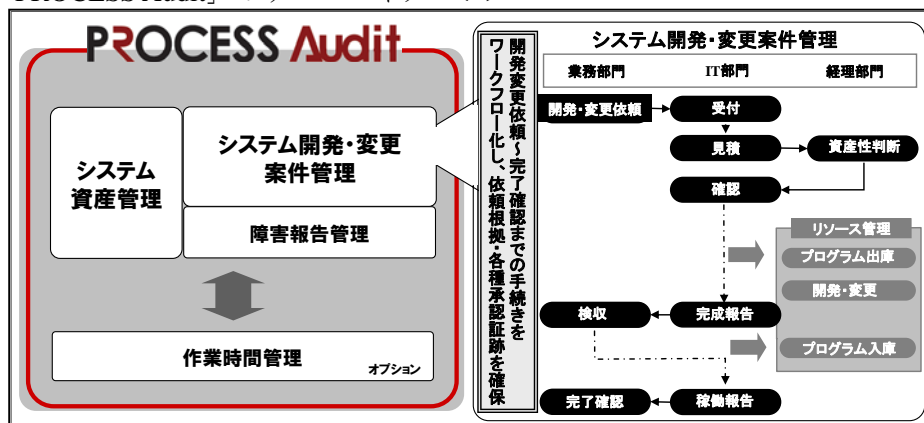 PROCESS Audit
システム
資産管理
システム開発・変更
案件管理
障害報告管理
作業時間管理
オプション
開発変更依頼～完了確認までの手続きを
ワークフロー化し、依頼根拠・各種承認証跡を確保
システム開発・変更案件管理
業務部門
IT部門
経理部門
開発・変更依頼
受付
見積
資産性判断
確認
リソース管理
プログラム出庫
開発・変更
検収
完成報告
プログラム入庫
完了確認
稼働報告